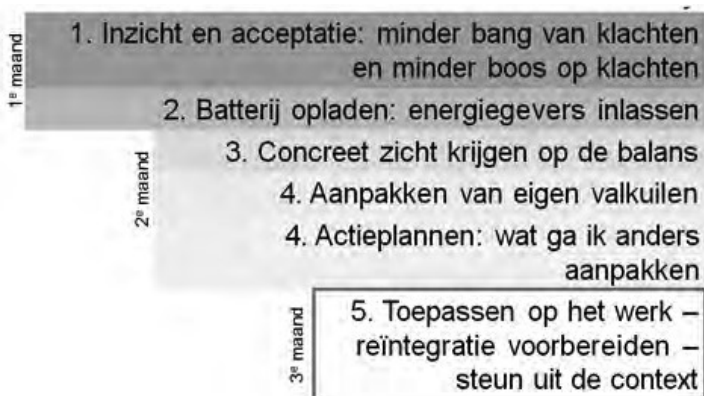 1. Inzicht en acceptatie: minder bang van klachten
en minder boos op klachten
2. Batterij opladen: energiegevers inlassen
1e maand
3. Concreet zicht krijgen op de balans
4. Aanpakken van eigen valkuilen
4. Actieplannen: wat ga ik anders
aanpakken
2e maand
5. Toepassen op het werk –
reïntegratie voorbereiden –
steun uit de context
3e maand